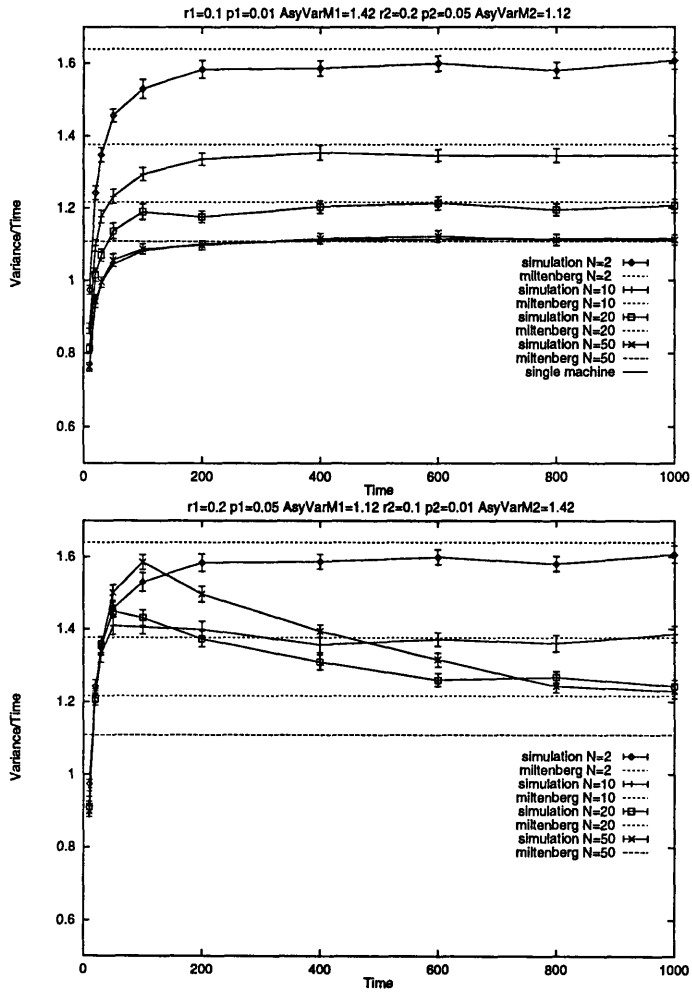 r1=0.1 p1=0.01 AsyVarM1=1.42 r2=0.2 p2=0.05 AsyVarM2=1.12
1.6
1.4
1.2
1
0.8
0.6
Variance/Time
simulation N=2
miltenberg N=2
simulation N=10
miltenberg N=10
simulation N=20
miltenberg N=20
simulation N=50
miltenberg N=50
single machine
0 200 400 600 800 1000
Time
r1=0.2 p1=0.05 AsyVarM1=1.12 r2=0.1 p2=0.01 AsyVarM2=1.42
1.6
1.4
1.2
1
0.8
0.6
Variance/Time
simulation N=2
miltenberg N=2
simulation N=10
miltenberg N=10
simulation N=20
miltenberg N=20
simulation N=50
miltenberg N=50
0 200 400 600 800 1000
Time